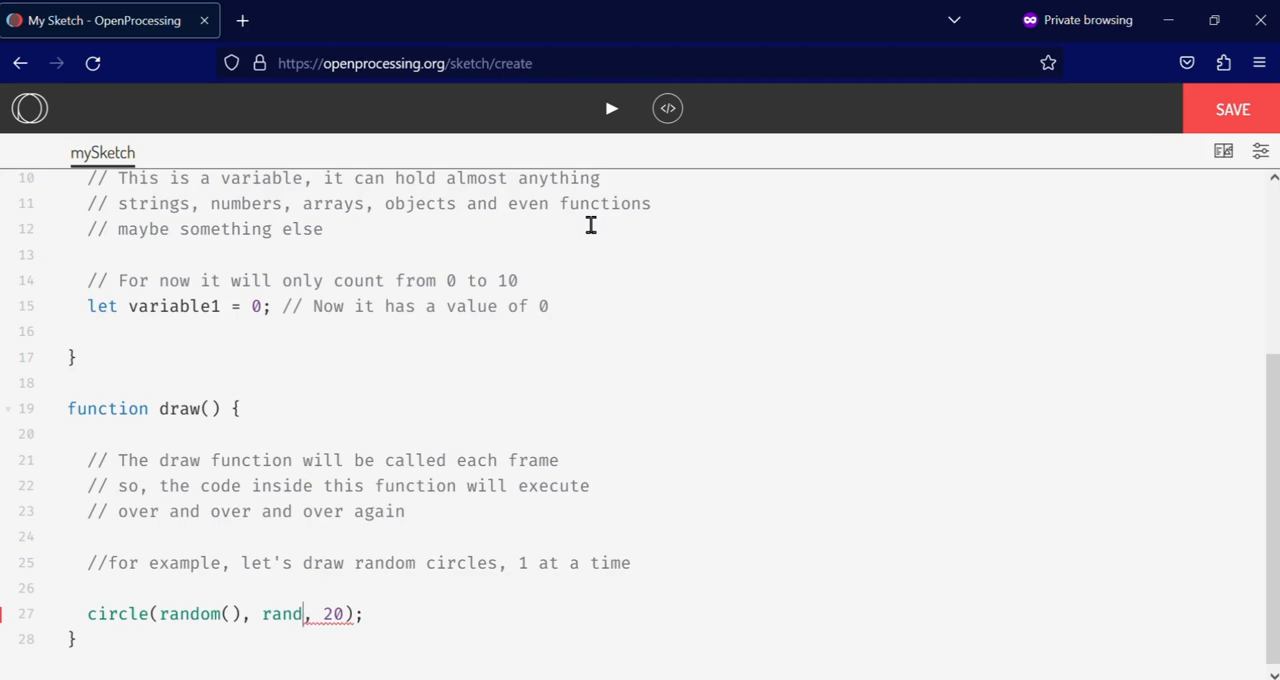 My Sketch - OpenProcessing
Private browsing
https://openprocessing.org/sketch/create
</>
SAVE
mySketch
10 // This is a variable, it can hold almost anything
11 // strings, numbers, arrays, objects and even functions
12 // maybe something else
13
14 // For now it will only count from 0 to 10
15 let variable1 = 0; // Now it has a value of 0
16
17 }
18
19 function draw() {
20
21 // The draw function will be called each frame
22 // so, the code inside this function will execute
23 // over and over and over again
24
25 //for example, let's draw random circles, 1 at a time
26
27 circle(random(), rand, 20);
28 }